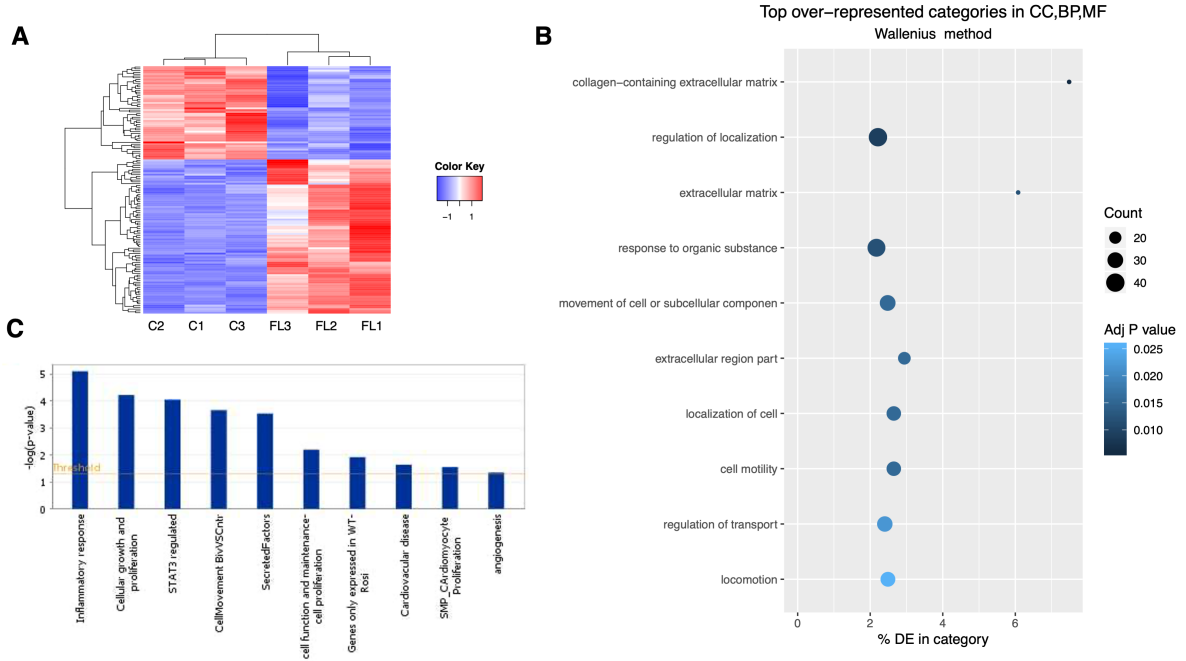 A
Color Key
−1
1
C2
C1
C3
FL3
FL2
FL1
B
Top over−represented categories in CC,BP,MF
Wallenius method
collagen−containing extracellular matrix
regulation of localization
extracellular matrix
response to organic substance
movement of cell or subcellular componen
extracellular region part
localization of cell
cell motility
regulation of transport
locomotion
0
2
4
6
% DE in category
Count
20
30
40
Adj P value
0.025
0.020
0.015
0.010
C
-log(p-value)
5
4
3
2
1
0
Threshold
Inflammatory response
Cellular growth and
proliferation
STAT3 regulated
CellMovement BivVSCntr
SecretedFactors
cell function and maintenance-
cell proliferation
Genes only expressed in WT-
Rosi
Cardiovacular disease
SMP_CArdiomyocyte
Proliferation
angiogenesis